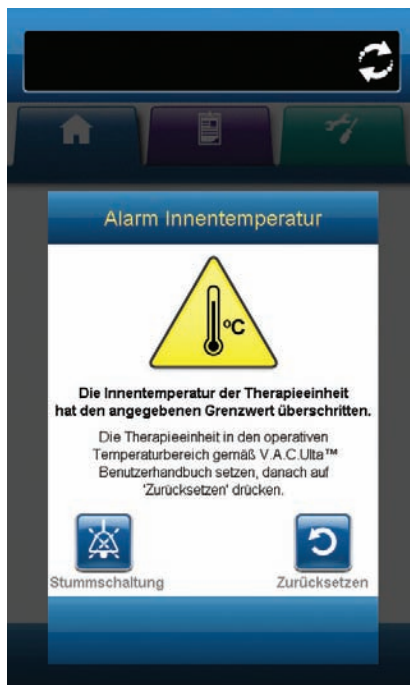 Alarm Innentemperatur
°C
Die Innentemperatur der Therapieeinheit
hat den angegebenen Grenzwert überschritten.
Die Therapieeinheit in den operativen
Temperaturbereich gemäß V.A.C.Ulta™
Benutzerhandbuch setzen, danach auf
'Zurücksetzen' drücken.
Stummschaltung
Zurücksetzen